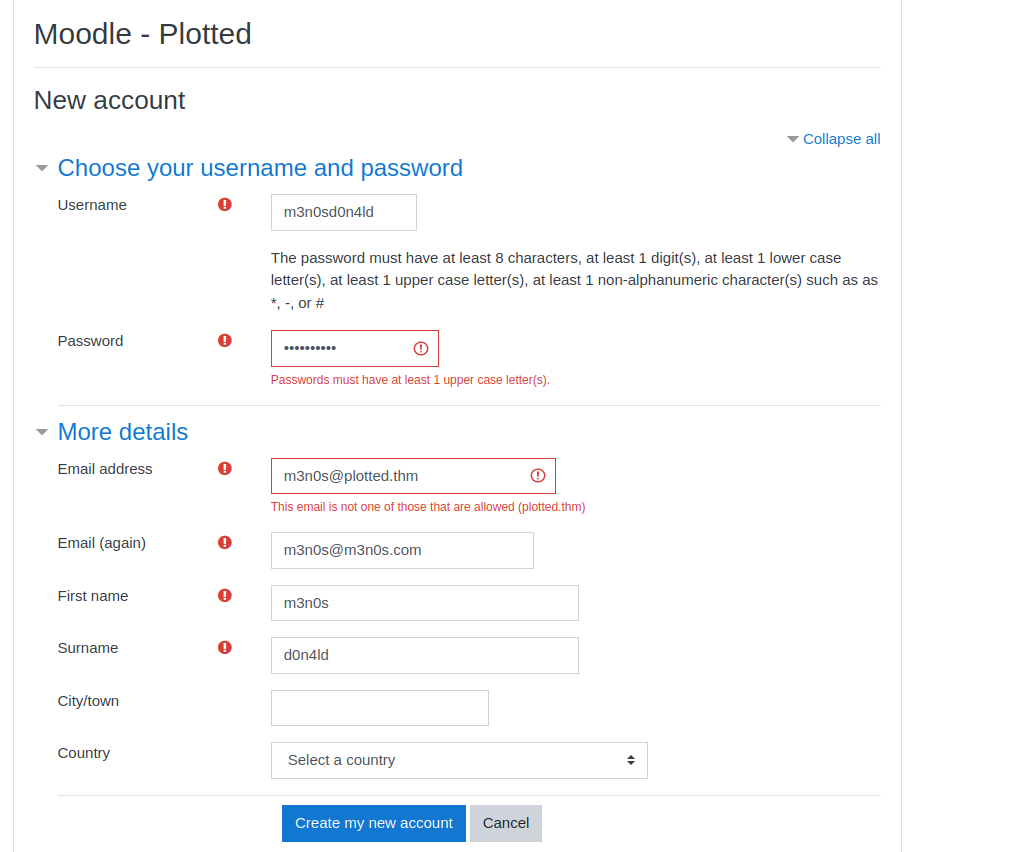 Moodle - Plotted
New account
Collapse all
Choose your username and password
Username
m3n0sd0n4ld
The password must have at least 8 characters, at least 1 digit(s), at least 1 lower case
letter(s), at least 1 upper case letter(s), at least 1 non-alphanumeric character(s) such as as
*, -, or #
Password
••••••••••
Passwords must have at least 1 upper case letter(s).
More details
Email address
m3n0s@plotted.thm
This email is not one of those that are allowed (plotted.thm)
Email (again)
m3n0s@m3n0s.com
First name
m3n0s
Surname
d0n4ld
City/town
Country
Select a country
Create my new account
Cancel